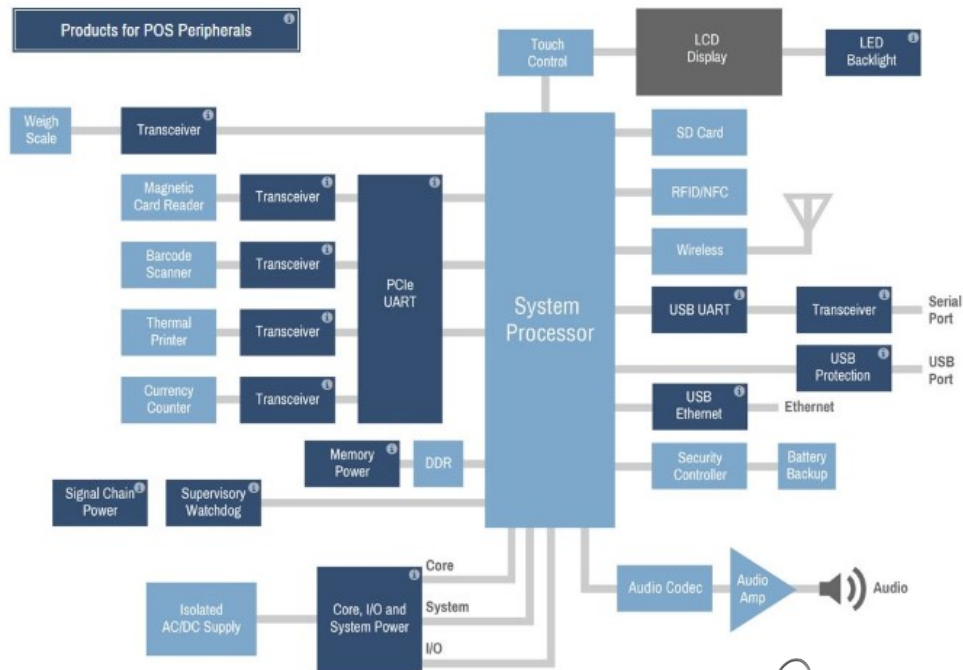 Products for POS Peripherals
Touch
Control
LCD
Display
LED
Backlight
Weigh
Scale
Transceiver
SD Card
Magnetic
Card Reader
Transceiver
RFID/NFC
Barcode
Scanner
Transceiver
PCIe
UART
Wireless
System
Processor
USB UART
Transceiver
Serial
Port
Thermal
Printer
Transceiver
USB
Protection
USB
Port
Currency
Counter
Transceiver
USB
Ethernet
Ethernet
Memory
Power
DDR
Security
Controller
Battery
Backup
Signal Chain
Power
Supervisory
Watchdog
Isolated
AC/DC Supply
Core, I/O and
System Power
Core
System
I/O
Audio Codec
Audio
Amp
Audio